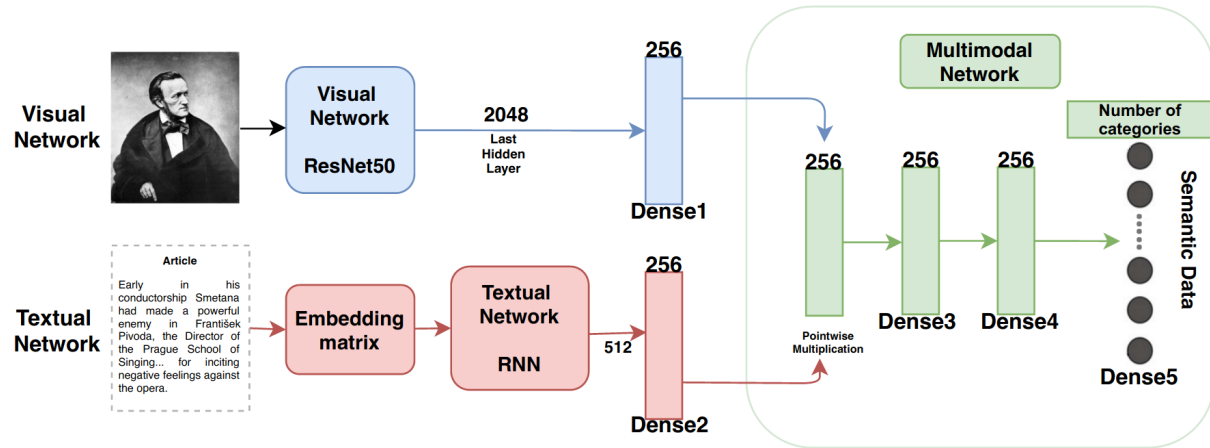 Visual
Network
Visual
Network
ResNet50
2048
Last
Hidden
Layer
256
Dense1
Textual
Network
Article
Early in his
conductorship Smetana
had made a powerful
enemy in František
Pivoda, the Director of
the Prague School of
Singing... for inciting
negative feelings against
the opera.
Embedding
matrix
Textual
Network
RNN
512
256
Dense2
Multimodal
Network
256
Pointwise
Multiplication
256
Dense3
256
Dense4
Number of
categories
Dense5
Semantic Data